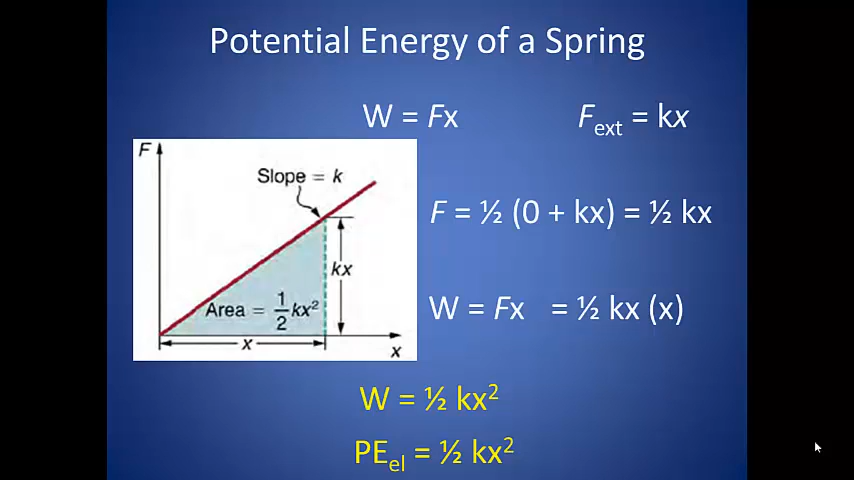 Potential Energy of a Spring
W = Fx
F_ext = kx
F
Slope = k
F = ½ (0 + kx) = ½ kx
kx
Area = 1/2 kx²
W = Fx = ½ kx (x)
x
x
W = ½ kx²
PE_el = ½ kx²